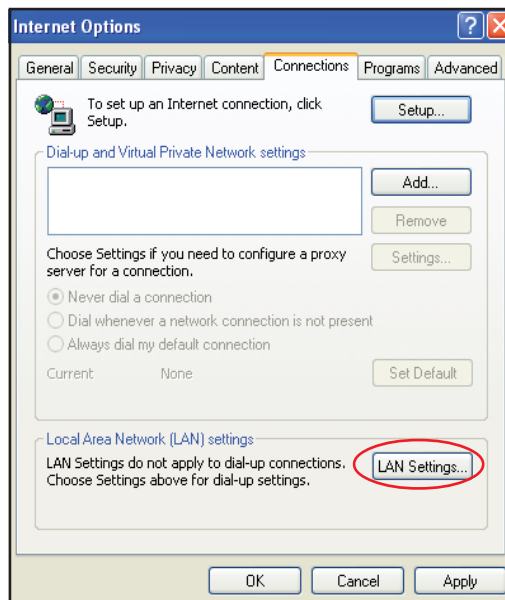 Internet Options
?
General Security Privacy Content Connections Programs Advanced
To set up an Internet connection, click
Setup.
Setup...
Dial-up and Virtual Private Network settings
Add...
Remove
Choose Settings if you need to configure a proxy
server for a connection.
Settings...
Never dial a connection
Dial whenever a network connection is not present
Always dial my default connection
Current None
Set Default
Local Area Network (LAN) settings
LAN Settings do not apply to dial-up connections.
Choose Settings above for dial-up settings.
LAN Settings...
OK Cancel Apply